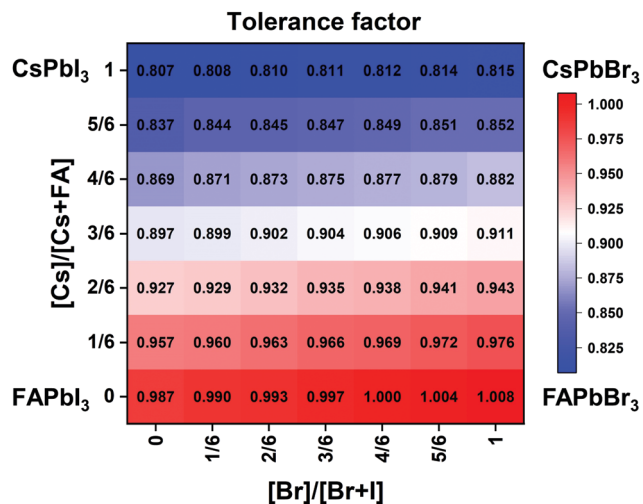 Tolerance factor
CsPbI3 1 0.807 0.808 0.810 0.811 0.812 0.814 0.815 CsPbBr3
5/6 0.837 0.844 0.845 0.847 0.849 0.851 0.852
4/6 0.869 0.871 0.873 0.875 0.877 0.879 0.882
3/6 0.897 0.899 0.902 0.904 0.906 0.909 0.911
2/6 0.927 0.929 0.932 0.935 0.938 0.941 0.943
1/6 0.957 0.960 0.963 0.966 0.969 0.972 0.976
FAPbI3 0 0.987 0.990 0.993 0.997 1.000 1.004 1.008 FAPbBr3
[Cs]/[Cs+FA]
0 1/6 2/6 3/6 4/6 5/6 1
[Br]/[Br+I]
1.000
0.975
0.950
0.925
0.900
0.875
0.850
0.825